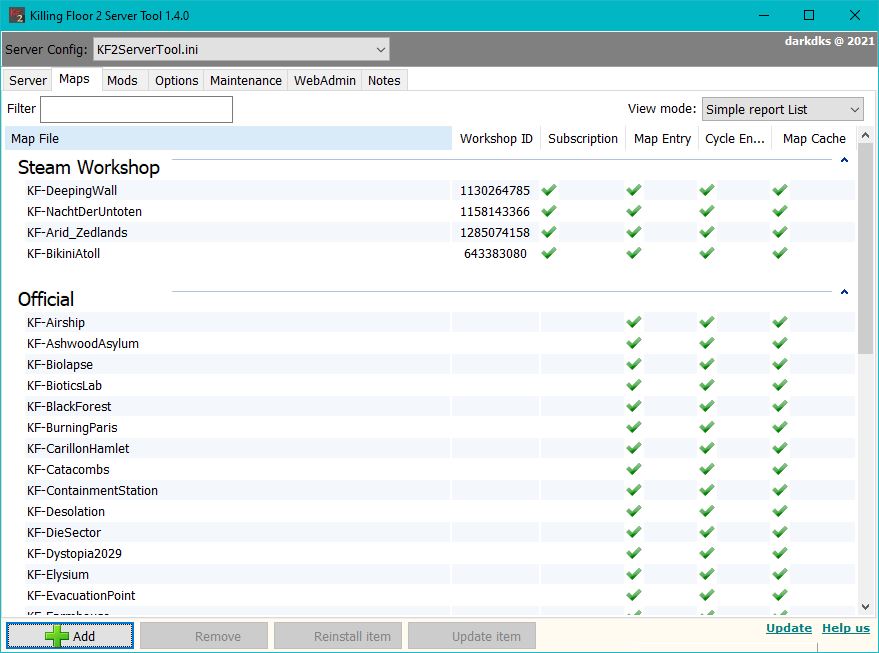 Killing Floor 2 Server Tool 1.4.0
Server Config: KF2ServerTool.ini
darkdks @ 2021
Server Maps Mods Options Maintenance WebAdmin Notes
Filter View mode: Simple report List
Map File Workshop ID Subscription Map Entry Cycle En... Map Cache
Steam Workshop
KF-DeepingWall 1130264785
KF-NachtDerUntoten 1158143366
KF-Arid_Zedlands 1285074158
KF-BikiniAtoll 643383080
Official
KF-Airship
KF-AshwoodAsylum
KF-Biolapse
KF-BioticsLab
KF-BlackForest
KF-BurningParis
KF-CarillonHamlet
KF-Catacombs
KF-ContainmentStation
KF-Desolation
KF-DieSector
KF-Dystopia2029
KF-Elysium
KF-EvacuationPoint
Add Remove Reinstall item Update item Update Help us